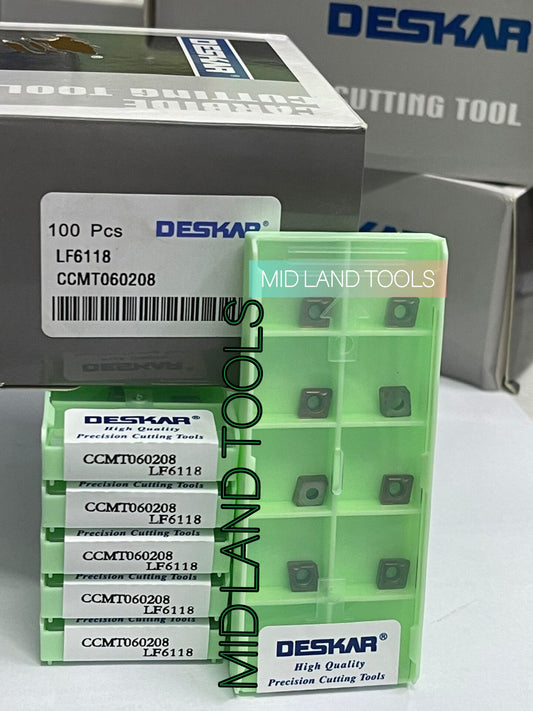 DESKAR
CUTTING TOOL
DESKAR
CARBIDE
CUTTING TOOL
100 Pcs DESKAR®
LF6118
CCMT060208
MID LAND TOOLS
MID LAND TOOLS
DESKAR®
High Quality
Precision Cutting Tools
CCMT060208
LF6118
Precision Cutting Tools
CCMT060208
LF6118
Precision Cutting Tools
CCMT060208
LF6118
Precision Cutting Tools
CCMT060208
LF6118
Precision Cutting Tools
CCMT060208
LF6118
DESKAR®
High Quality
Precision Cutting Tools